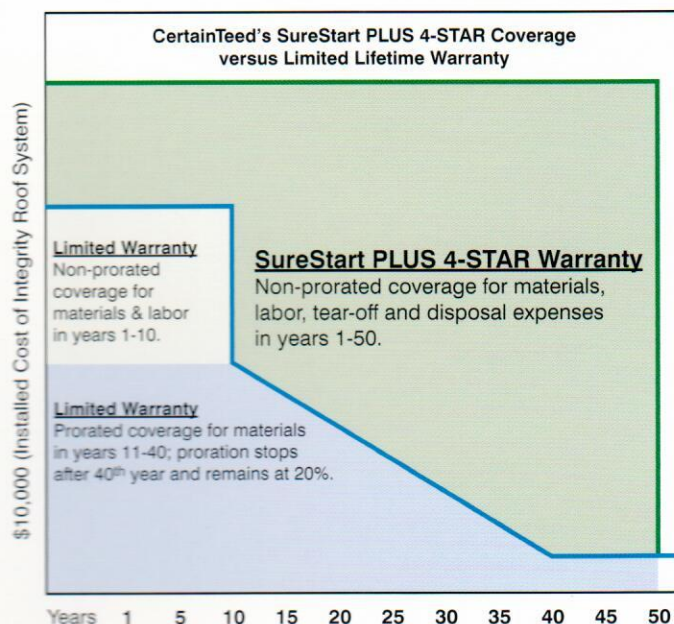 CertainTeed's SureStart PLUS 4-STAR Coverage
versus Limited Lifetime Warranty
$10,000 (Installed Cost of Integrity Roof System)
Limited Warranty
Non-prorated
coverage for
materials & labor
in years 1-10.
SureStart PLUS 4-STAR Warranty
Non-prorated coverage for materials,
labor, tear-off and disposal expenses
in years 1-50.
Limited Warranty
Prorated coverage for materials
in years 11-40; proration stops
after 40th year and remains at 20%.
Years 1 5 10 15 20 25 30 35 40 45 50